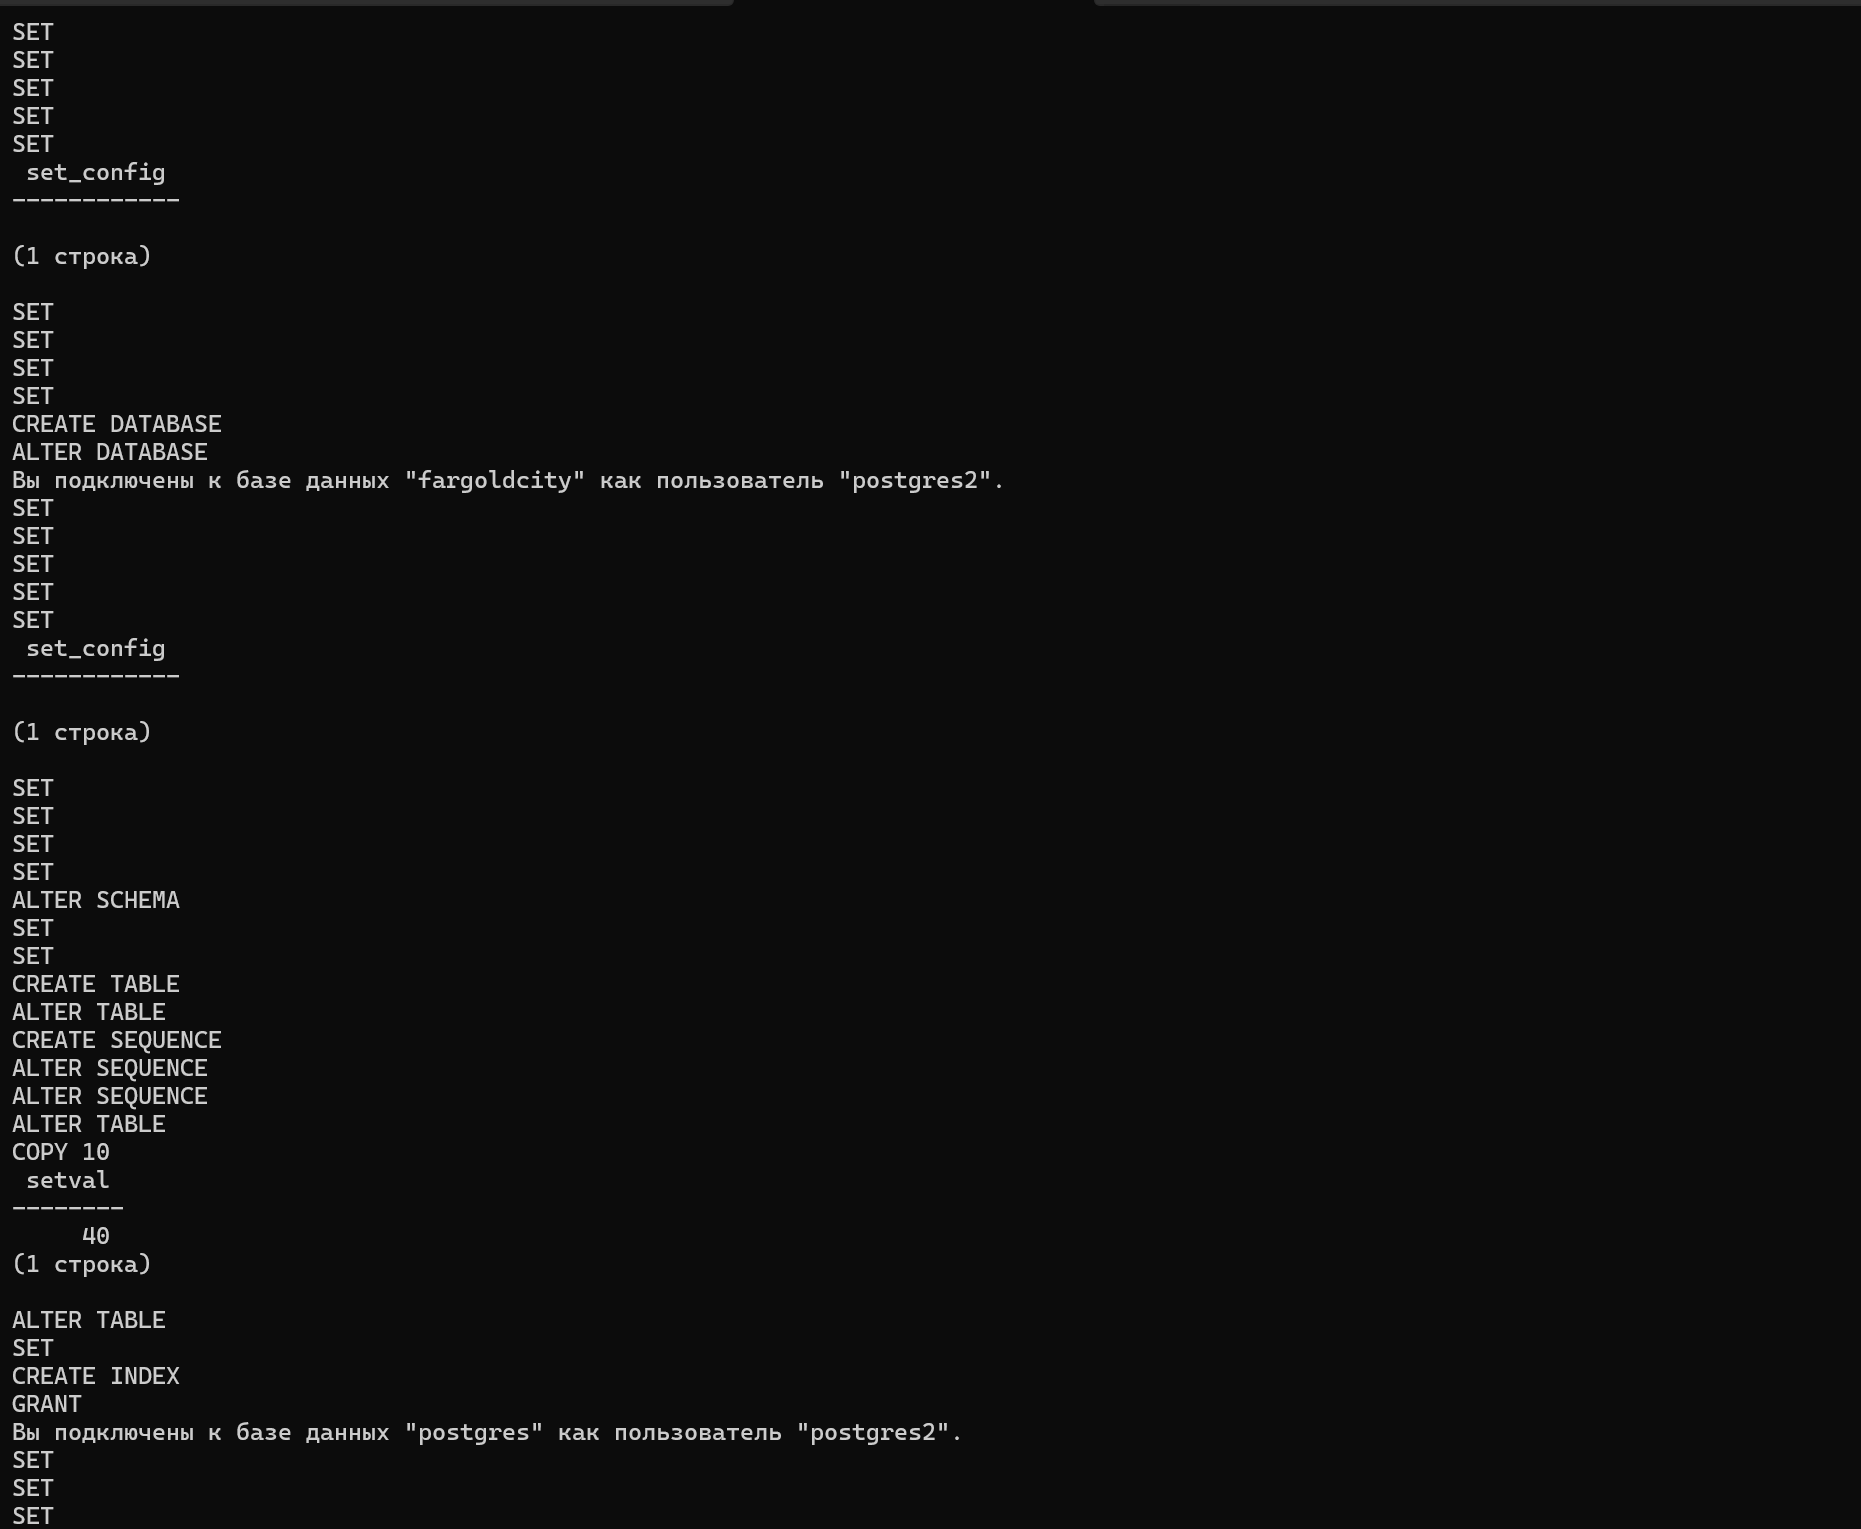 SET
SET
SET
SET
SET
 set_config
------------

(1 строка)

SET
SET
SET
SET
CREATE DATABASE
ALTER DATABASE
Вы подключены к базе данных "fargoldcity" как пользователь "postgres2".
SET
SET
SET
SET
SET
 set_config
------------

(1 строка)

SET
SET
SET
SET
ALTER SCHEMA
SET
SET
CREATE TABLE
ALTER TABLE
CREATE SEQUENCE
ALTER SEQUENCE
ALTER SEQUENCE
ALTER TABLE
COPY 10
 setval
--------
     40
(1 строка)

ALTER TABLE
SET
CREATE INDEX
GRANT
Вы подключены к базе данных "postgres" как пользователь "postgres2".
SET
SET
SET